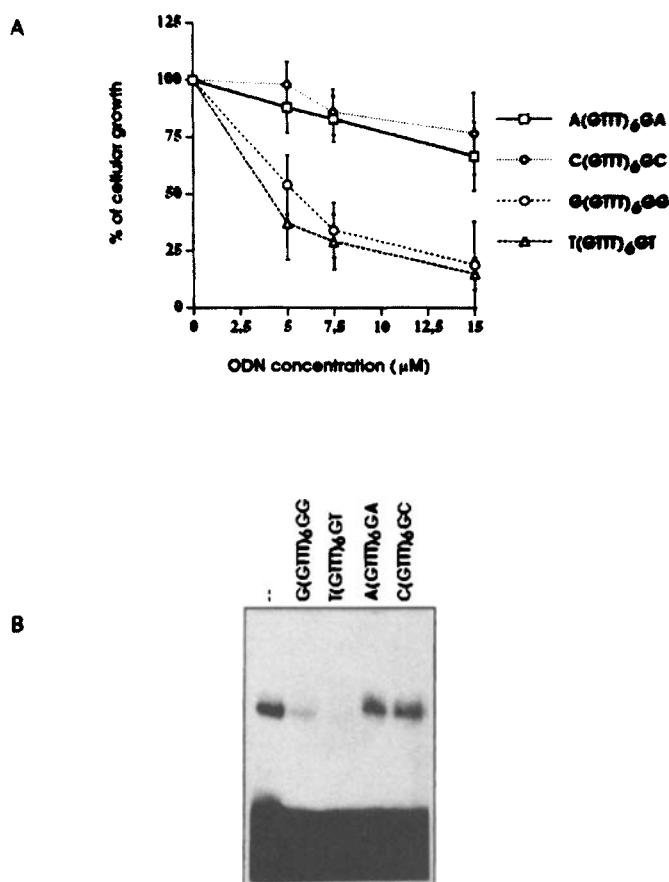 A
125
100
75
50
25
0
% of cellular growth
0 2,5 5 7,5 10 12,5 15
ODN concentration (µM)
A(GTTT)6GA
C(GTTT)6GC
G(GTTT)6GG
T(GTTT)6GT
B
--
G(GTTT)6GG
T(GTTT)6GT
A(GTTT)6GA
C(GTTT)6GC